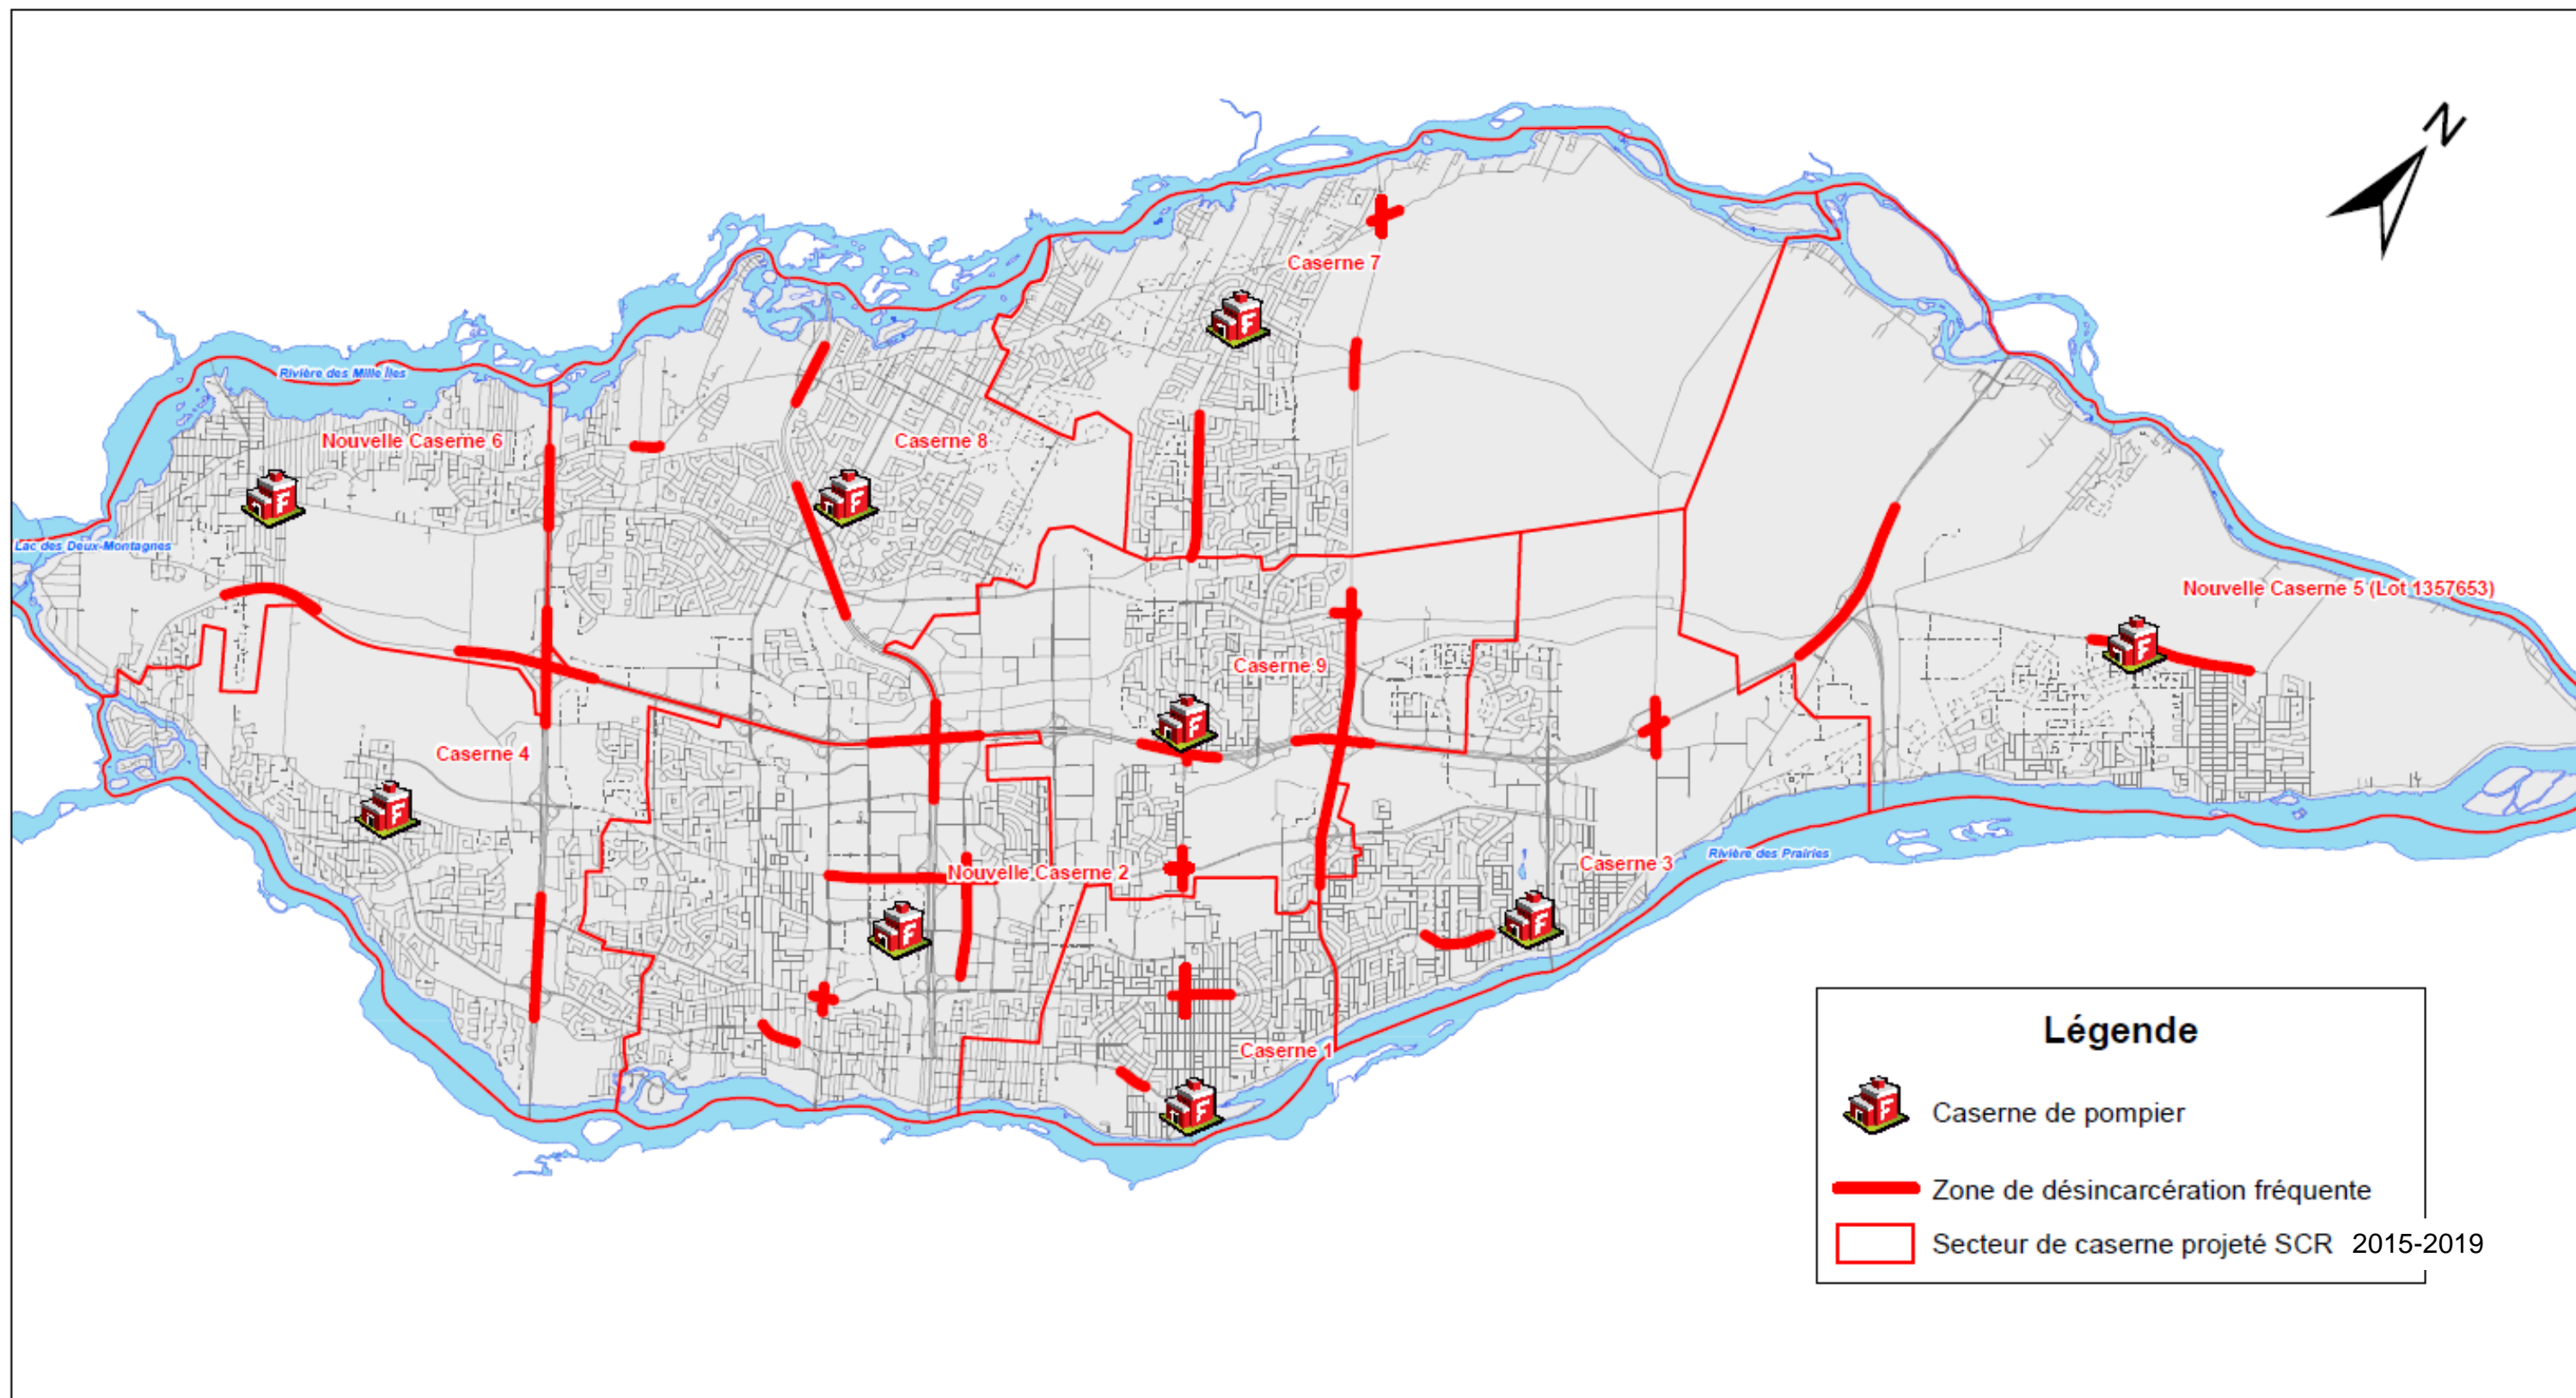 N
Caserne 7
Rivière des Mille Îles
Nouvelle Caserne 6
Caserne 8
Lac des Deux-Montagnes
Nouvelle Caserne 5 (Lot 1357653)
Caserne 9
Caserne 4
Rivière des Prairies
Caserne 3
Nouvelle Caserne 2
Caserne 1
Légende
F Caserne de pompier
Zone de désincarcération fréquente
Secteur de caserne projeté SCR 2015-2019